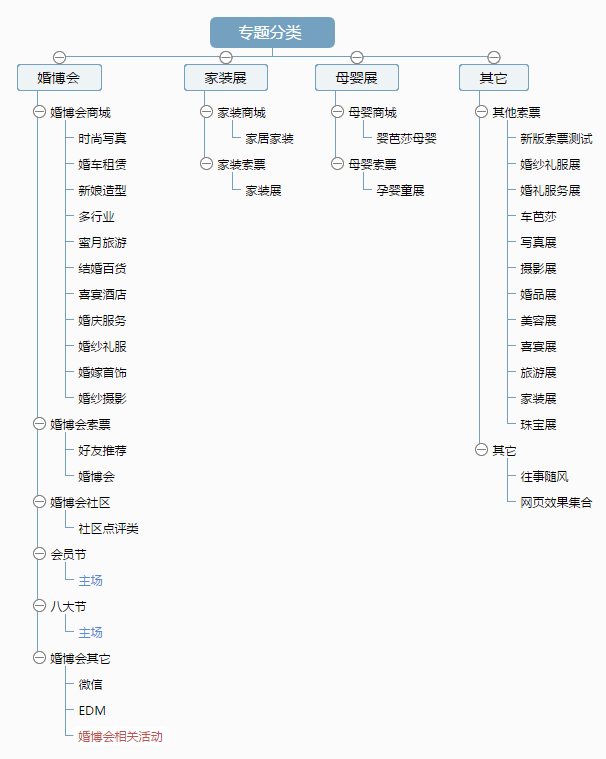 专题分类
婚博会
婚博会商城
时尚写真
婚车租赁
新娘造型
多行业
蜜月旅游
结婚百货
喜宴酒店
婚庆服务
婚纱礼服
婚嫁首饰
婚纱摄影
婚博会索票
好友推荐
婚博会
婚博会社区
社区点评类
会员节
主场
八大节
主场
婚博会其它
微信
EDM
婚博会相关活动
家装展
家装商城
家居家装
家装索票
家装展
母婴展
母婴商城
婴芭莎母婴
母婴索票
孕婴童展
其它
其他索票
新版索票测试
婚纱礼服展
婚礼服务展
车芭莎
写真展
摄影展
婚品展
美容展
喜宴展
旅游展
家装展
珠宝展
其它
往事随风
网页效果集合